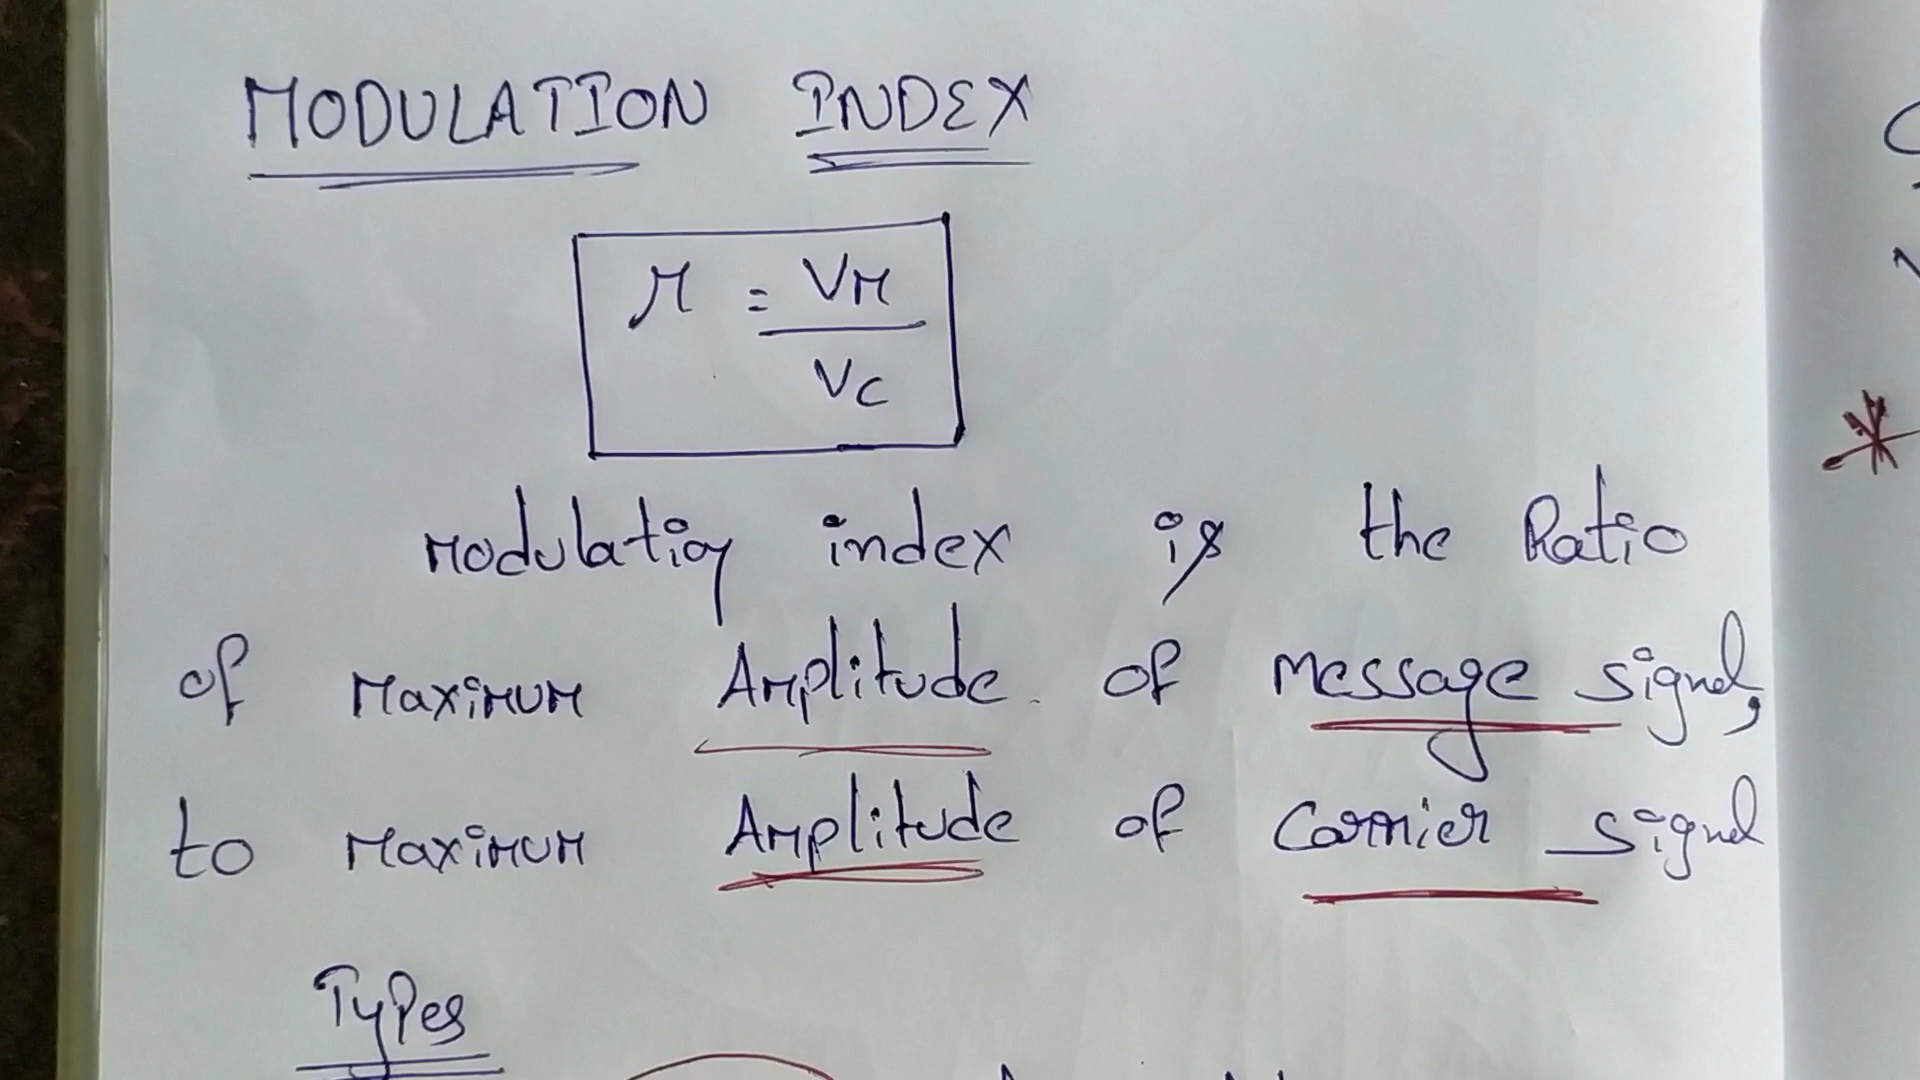 MODULATION INDEX
μ = VM
VC
Modulation index is the Ratio
of Maximum Amplitude of message signal,
to Maximum Amplitude of Carrier signal
Types